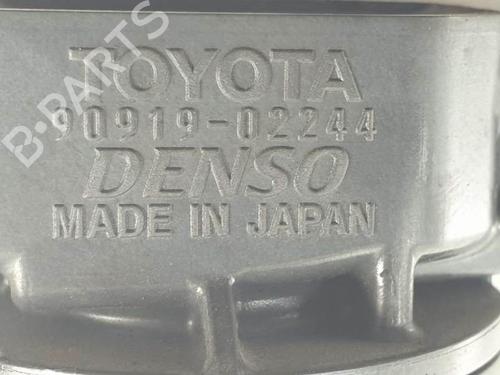 TOYOTA
90919-02244
DENSO
MADE IN JAPAN
B-PARTS